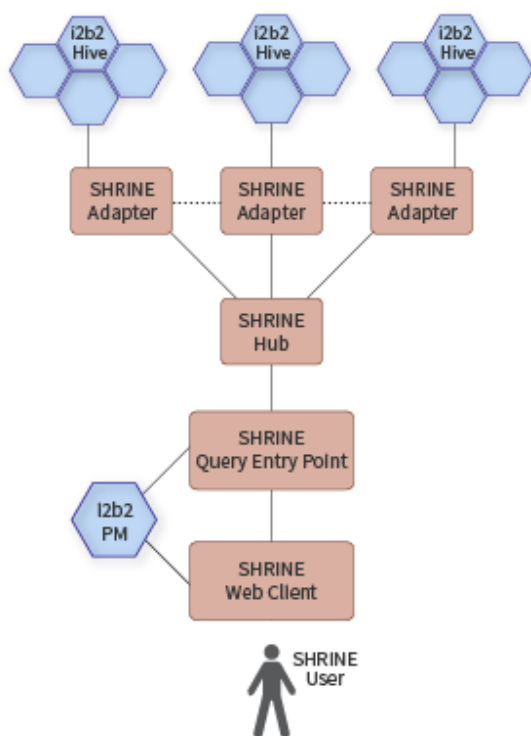 i2b2
Hive
i2b2
Hive
i2b2
Hive
SHRINE
Adapter
SHRINE
Adapter
SHRINE
Adapter
SHRINE
Hub
SHRINE
Query Entry Point
I2b2
PM
SHRINE
Web Client
SHRINE
User